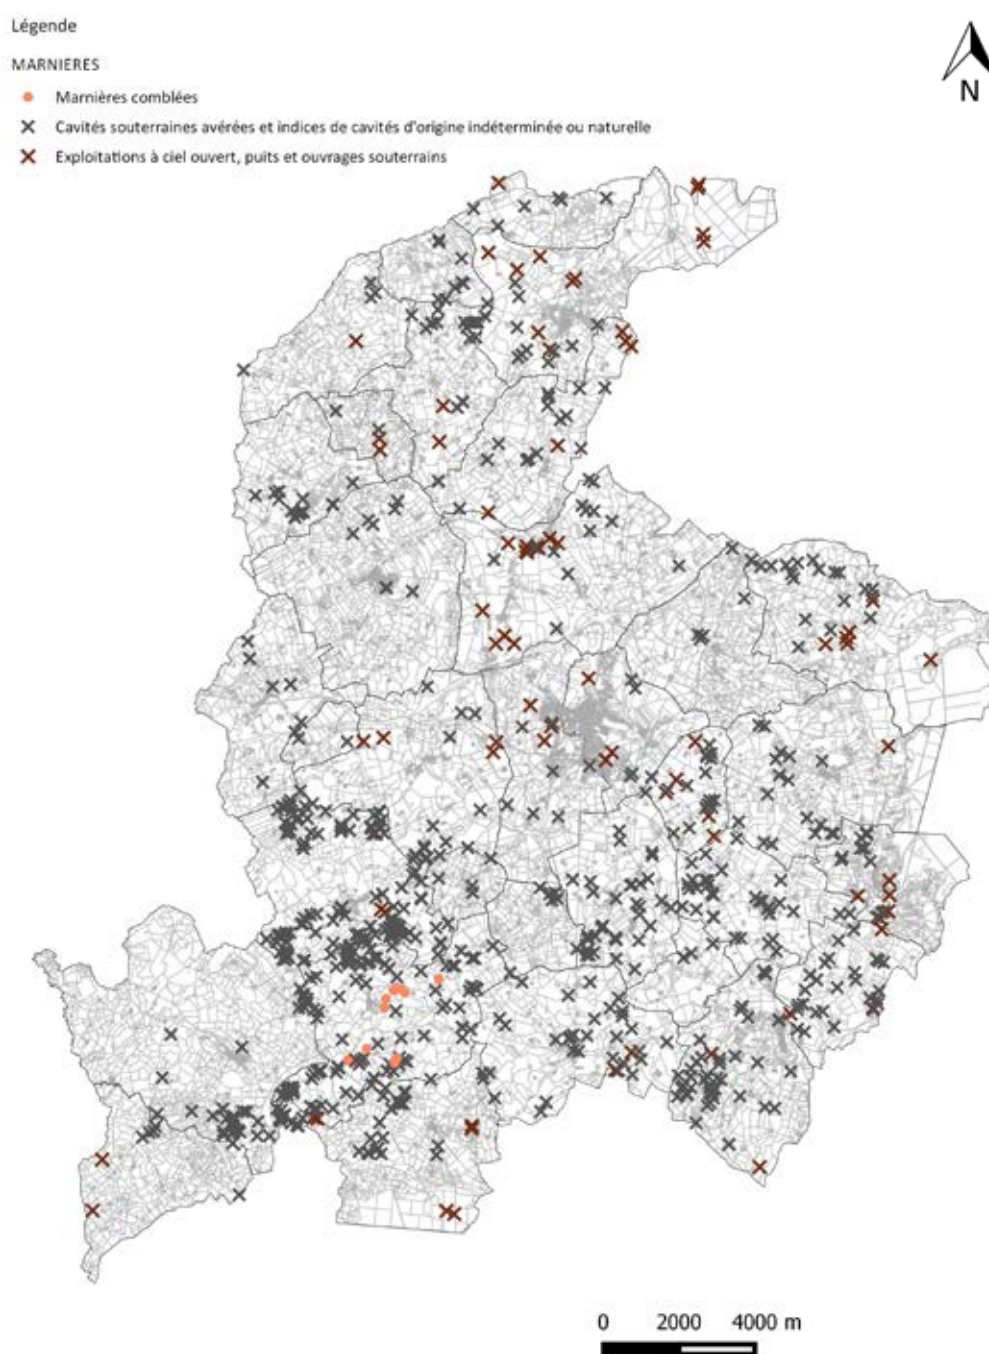 Légende
MARNIERES
Marnières comblées
Cavités souterraines avérées et indices de cavités d'origine indéterminée ou naturelle
Exploitations à ciel ouvert, puits et ouvrages souterrains
N
0 2000 4000 m